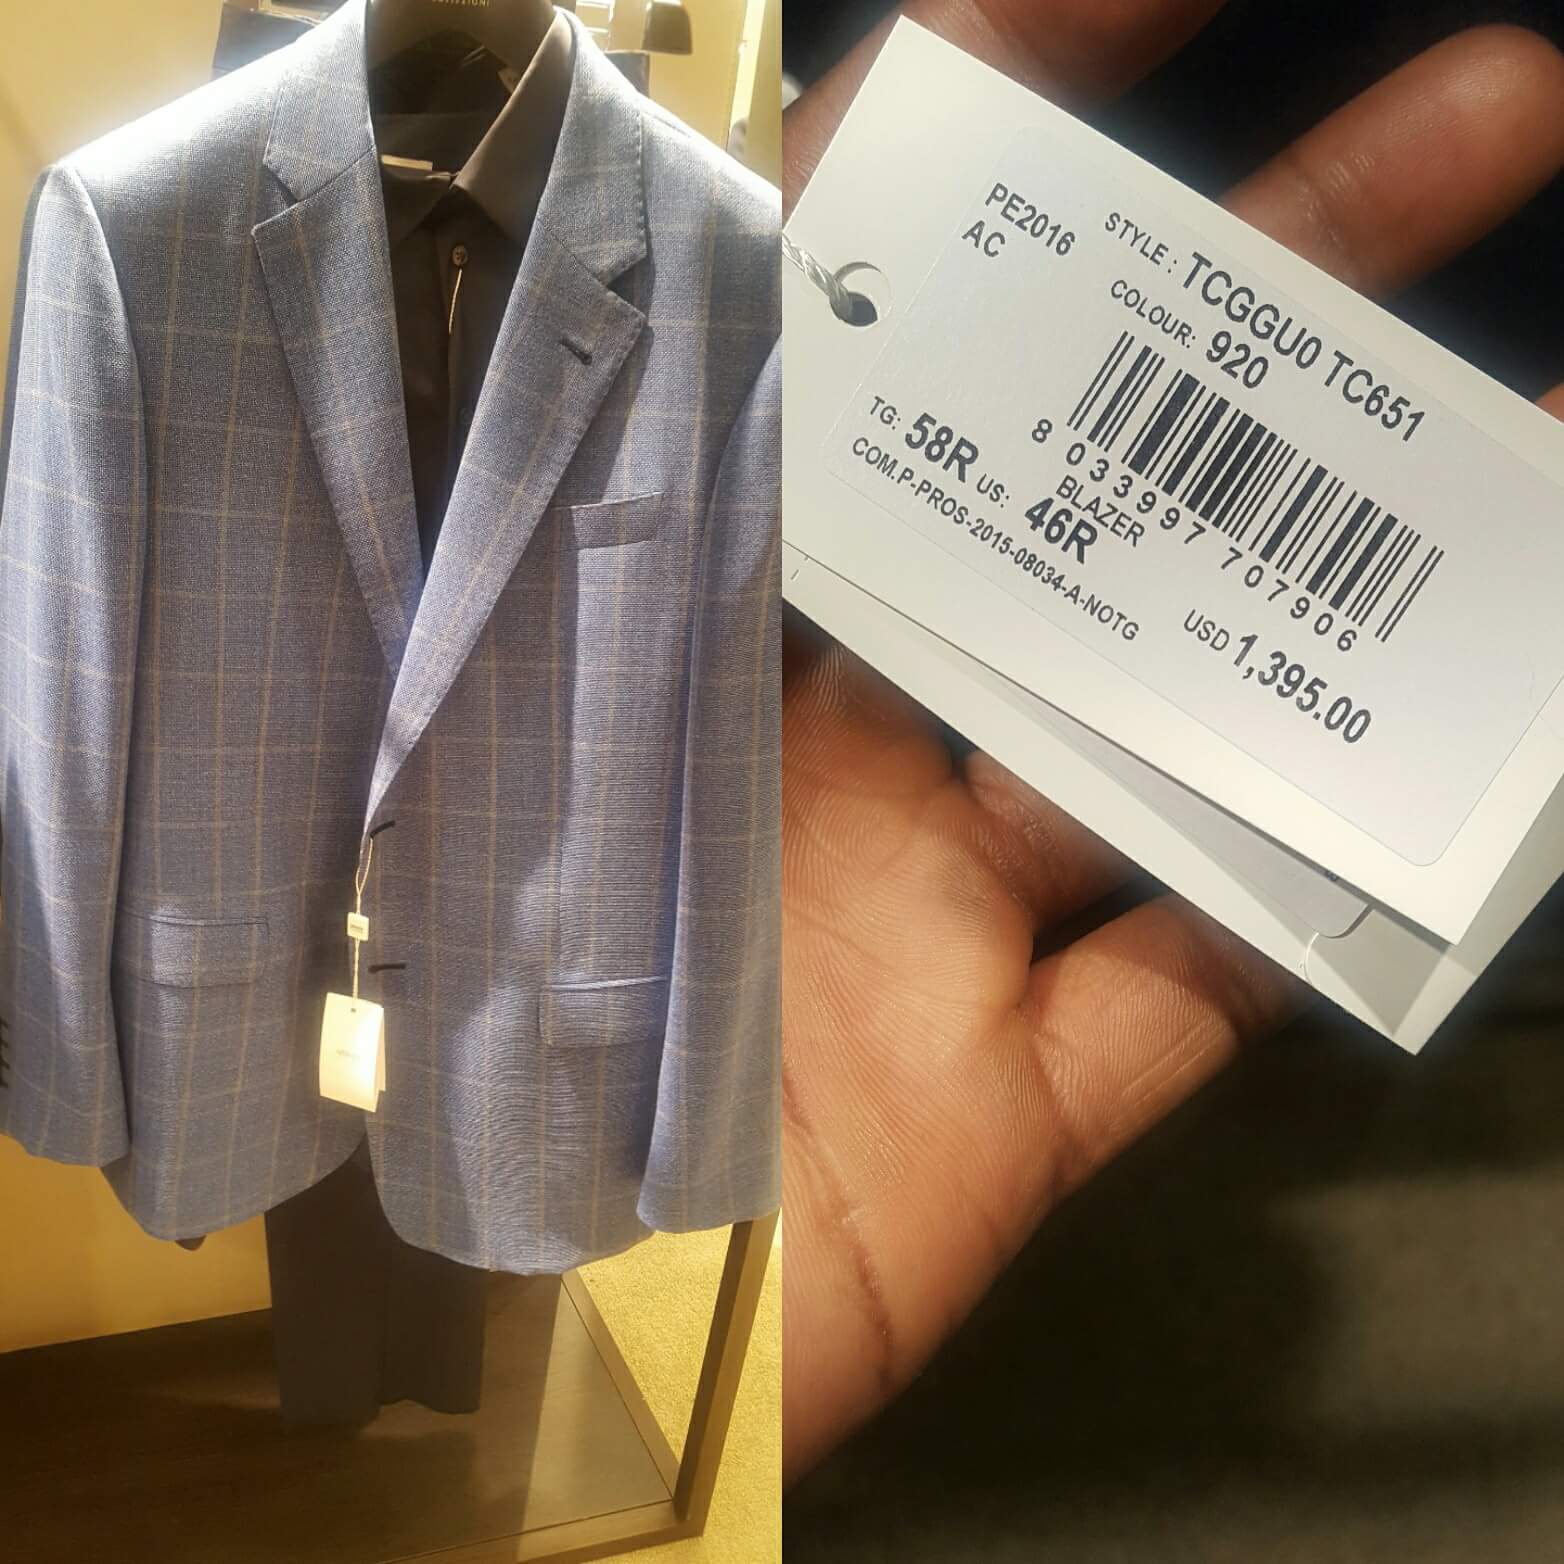 PE2016
AC
STYLE: TCGGU0 TC651
COLOUR: 920
8 033997 707906
BLAZER
TG: 58R US: 46R
COM.P-PROS-2015-08034-A-NOTG
USD 1,395.00